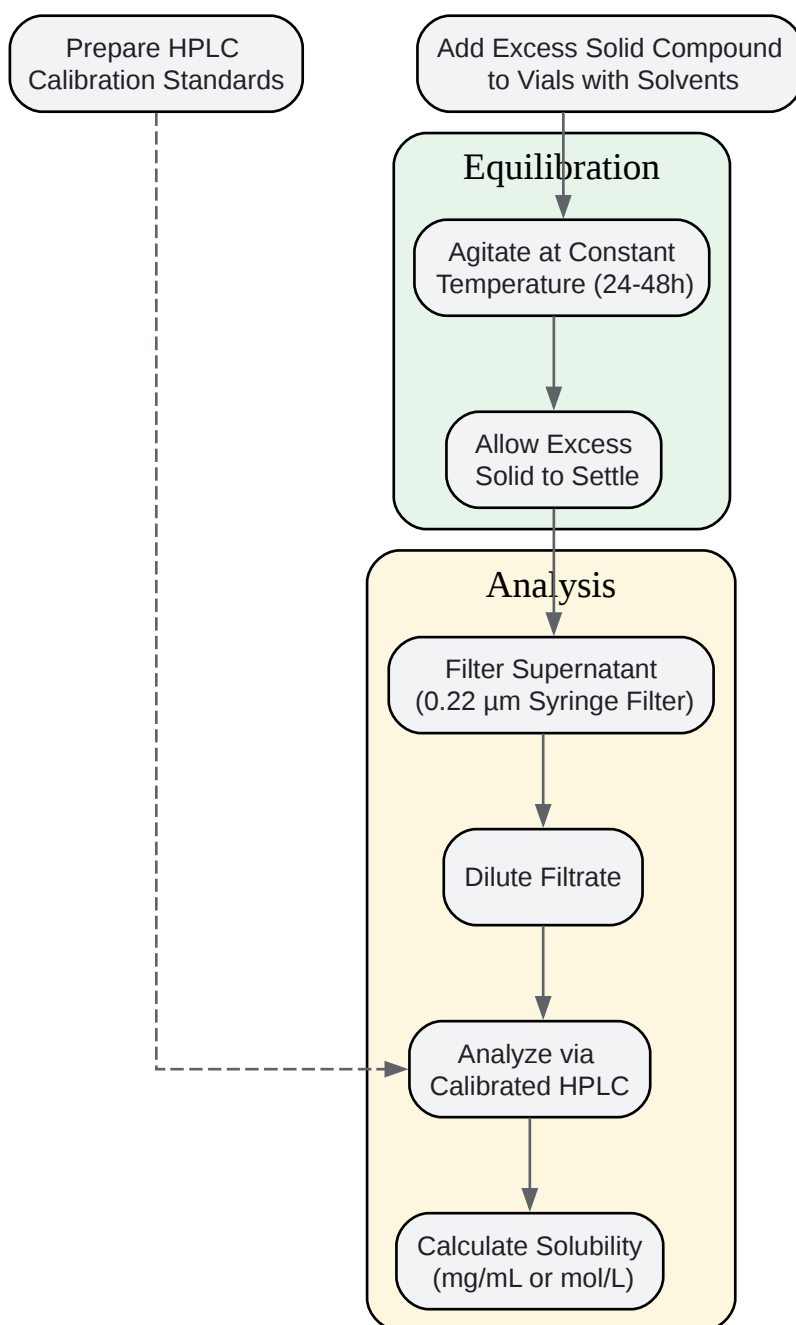 Prepare HPLC
Calibration Standards
Add Excess Solid Compound
to Vials with Solvents
Equilibration
Agitate at Constant
Temperature (24-48h)
Allow Excess
Solid to Settle
Analysis
Filter Supernatant
(0.22 µm Syringe Filter)
Dilute Filtrate
Analyze via
Calibrated HPLC
Calculate Solubility
(mg/mL or mol/L)